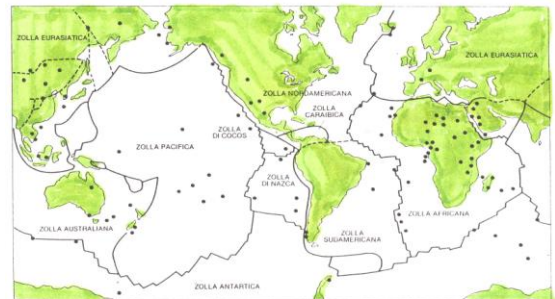 ZOLLA EURASIATICA
ZOLLA EURASIATICA
ZOLLA NORDAMERICANA
ZOLLA
CARAIBICA
ZOLLA
DI COCOS
ZOLLA PACIFICA
ZOLLA
DI NAZCA
ZOLLA AFRICANA
ZOLLA AUSTRALIANA
ZOLLA
SUDAMERICANA
ZOLLA ANTARTICA